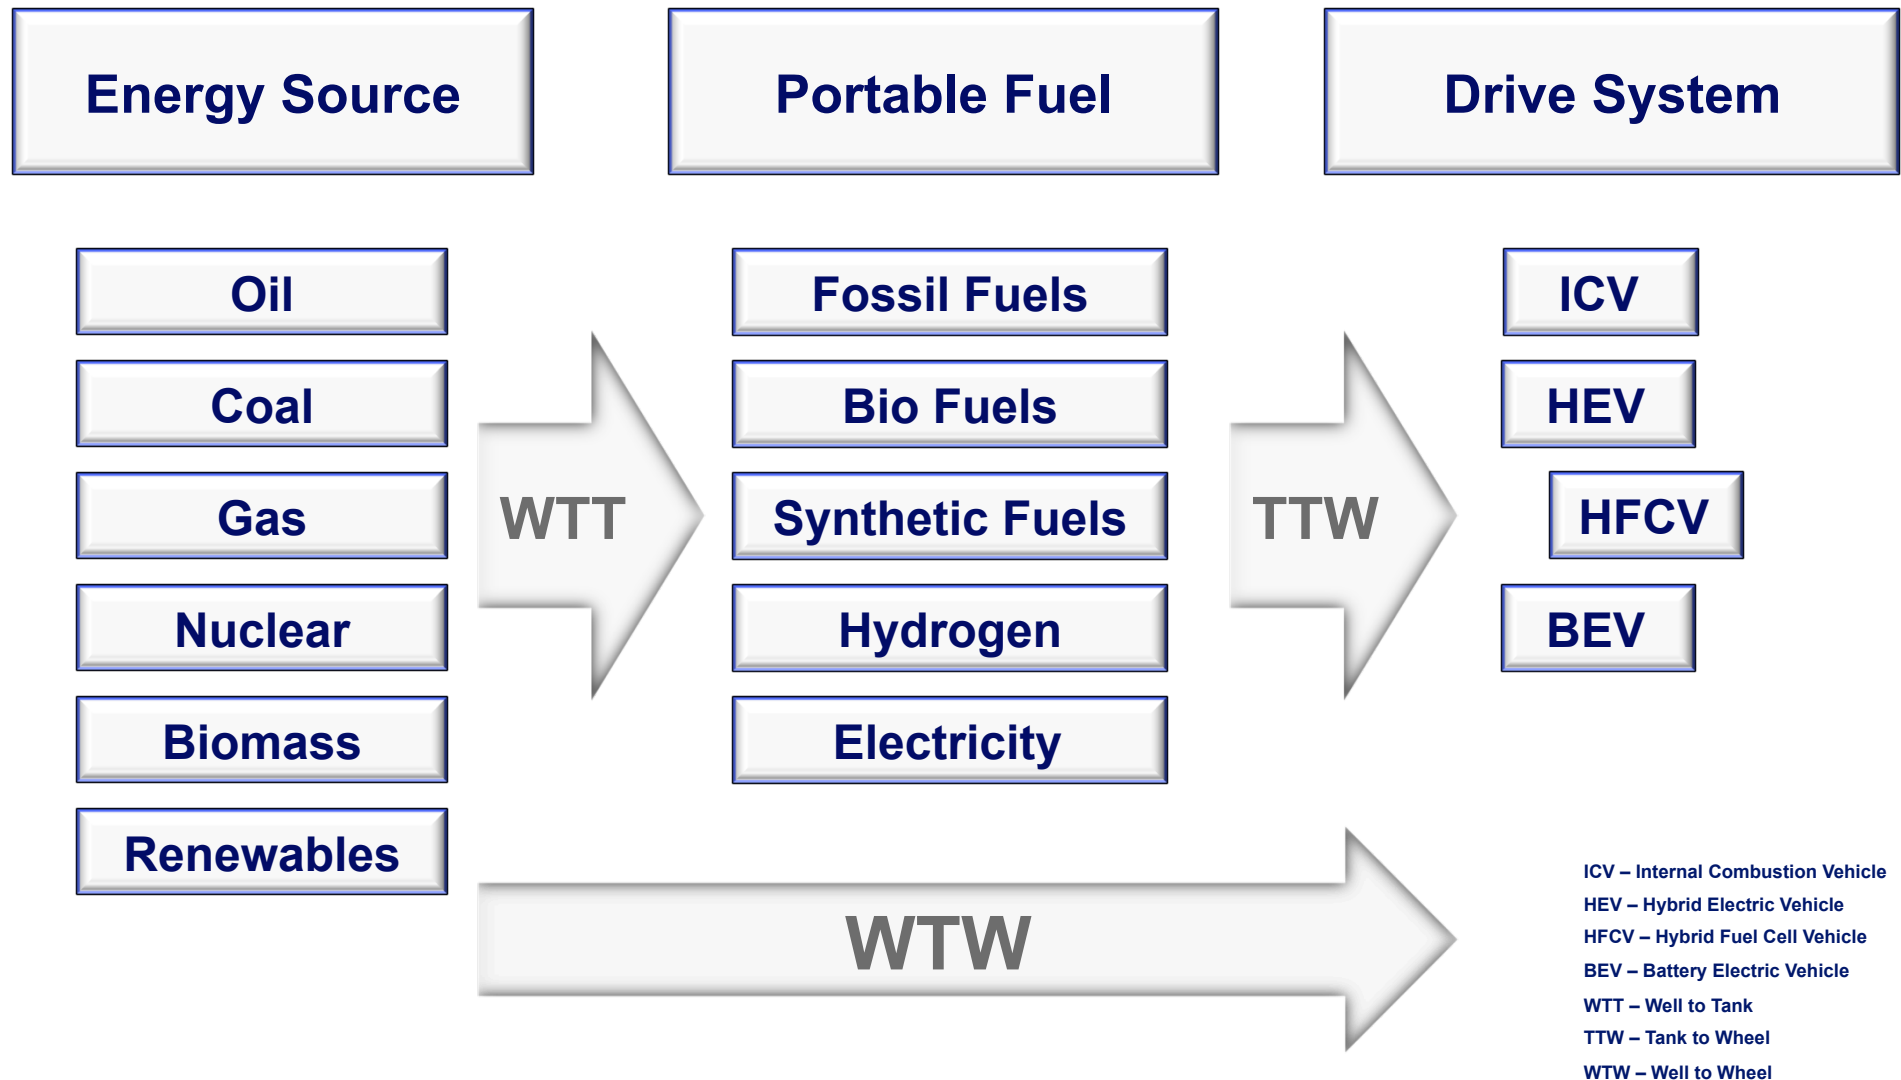 Energy Source
Portable Fuel
Drive System
Oil
Coal
Gas
Nuclear
Biomass
Renewables
WTT
Fossil Fuels
Bio Fuels
Synthetic Fuels
Hydrogen
Electricity
TTW
ICV
HEV
HFCV
BEV
WTW
ICV – Internal Combustion Vehicle
HEV – Hybrid Electric Vehicle
HFCV – Hybrid Fuel Cell Vehicle
BEV – Battery Electric Vehicle
WTT – Well to Tank
TTW – Tank to Wheel
WTW – Well to Wheel